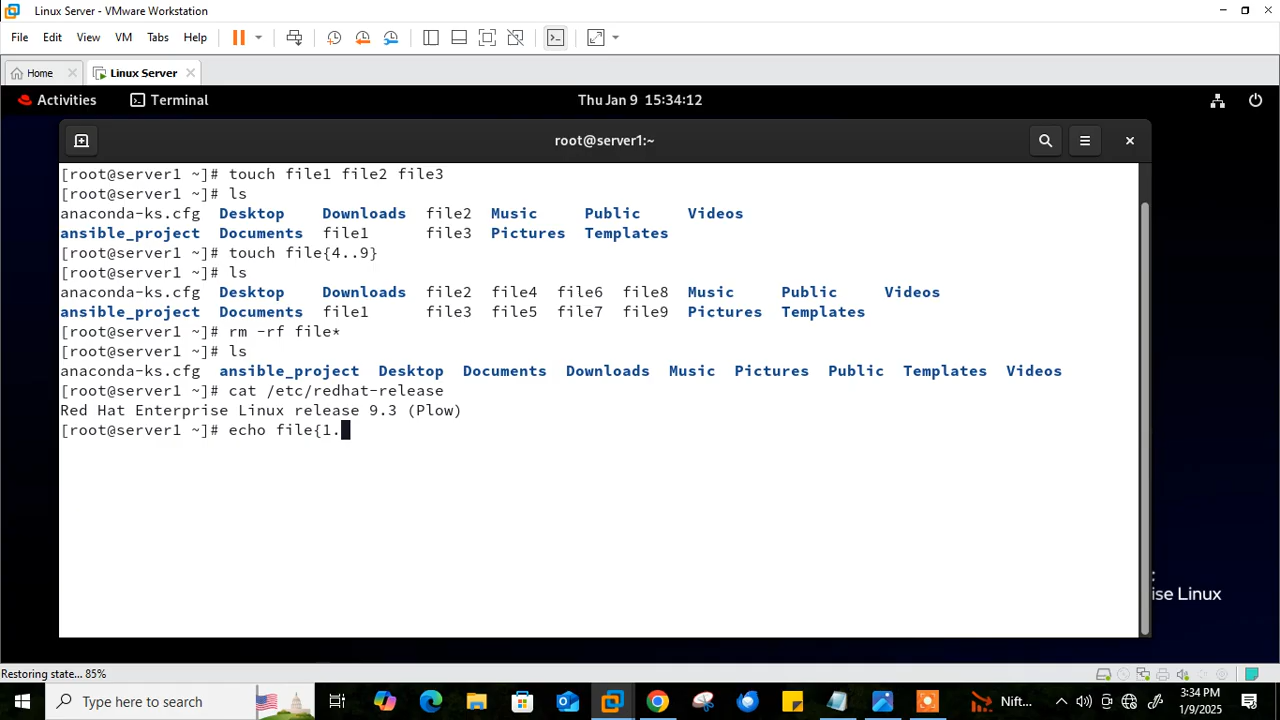 Linux Server - VMware Workstation
File Edit View VM Tabs Help
Home Linux Server
Activities Terminal Thu Jan 9 15:34:12
root@server1:~
[root@server1 ~]# touch file1 file2 file3
[root@server1 ~]# ls
anaconda-ks.cfg Desktop Downloads file2 Music Public Videos
ansible_project Documents file1 file3 Pictures Templates
[root@server1 ~]# touch file{4..9}
[root@server1 ~]# ls
anaconda-ks.cfg Desktop Downloads file2 file4 file6 file8 Music Public Videos
ansible_project Documents file1 file3 file5 file7 file9 Pictures Templates
[root@server1 ~]# rm -rf file*
[root@server1 ~]# ls
anaconda-ks.cfg ansible_project Desktop Documents Downloads Music Pictures Public Templates Videos
[root@server1 ~]# cat /etc/redhat-release
Red Hat Enterprise Linux release 9.3 (Plow)
[root@server1 ~]# echo file{1.
ise Linux
Restoring state... 85%
Type here to search Nift... 3:34 PM
1/9/2025